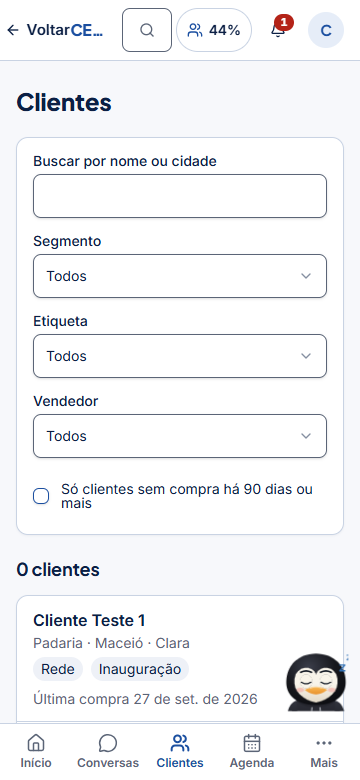 Voltar CE...
44%
1
C
Clientes
Buscar por nome ou cidade
Segmento
Todos
Etiqueta
Todos
Vendedor
Todos
Só clientes sem compra há 90 dias ou
mais
0 clientes
Cliente Teste 1
Padaria · Maceió · Clara
Rede Inauguração
Última compra 27 de set. de 2026
Início Conversas Clientes Agenda Mais